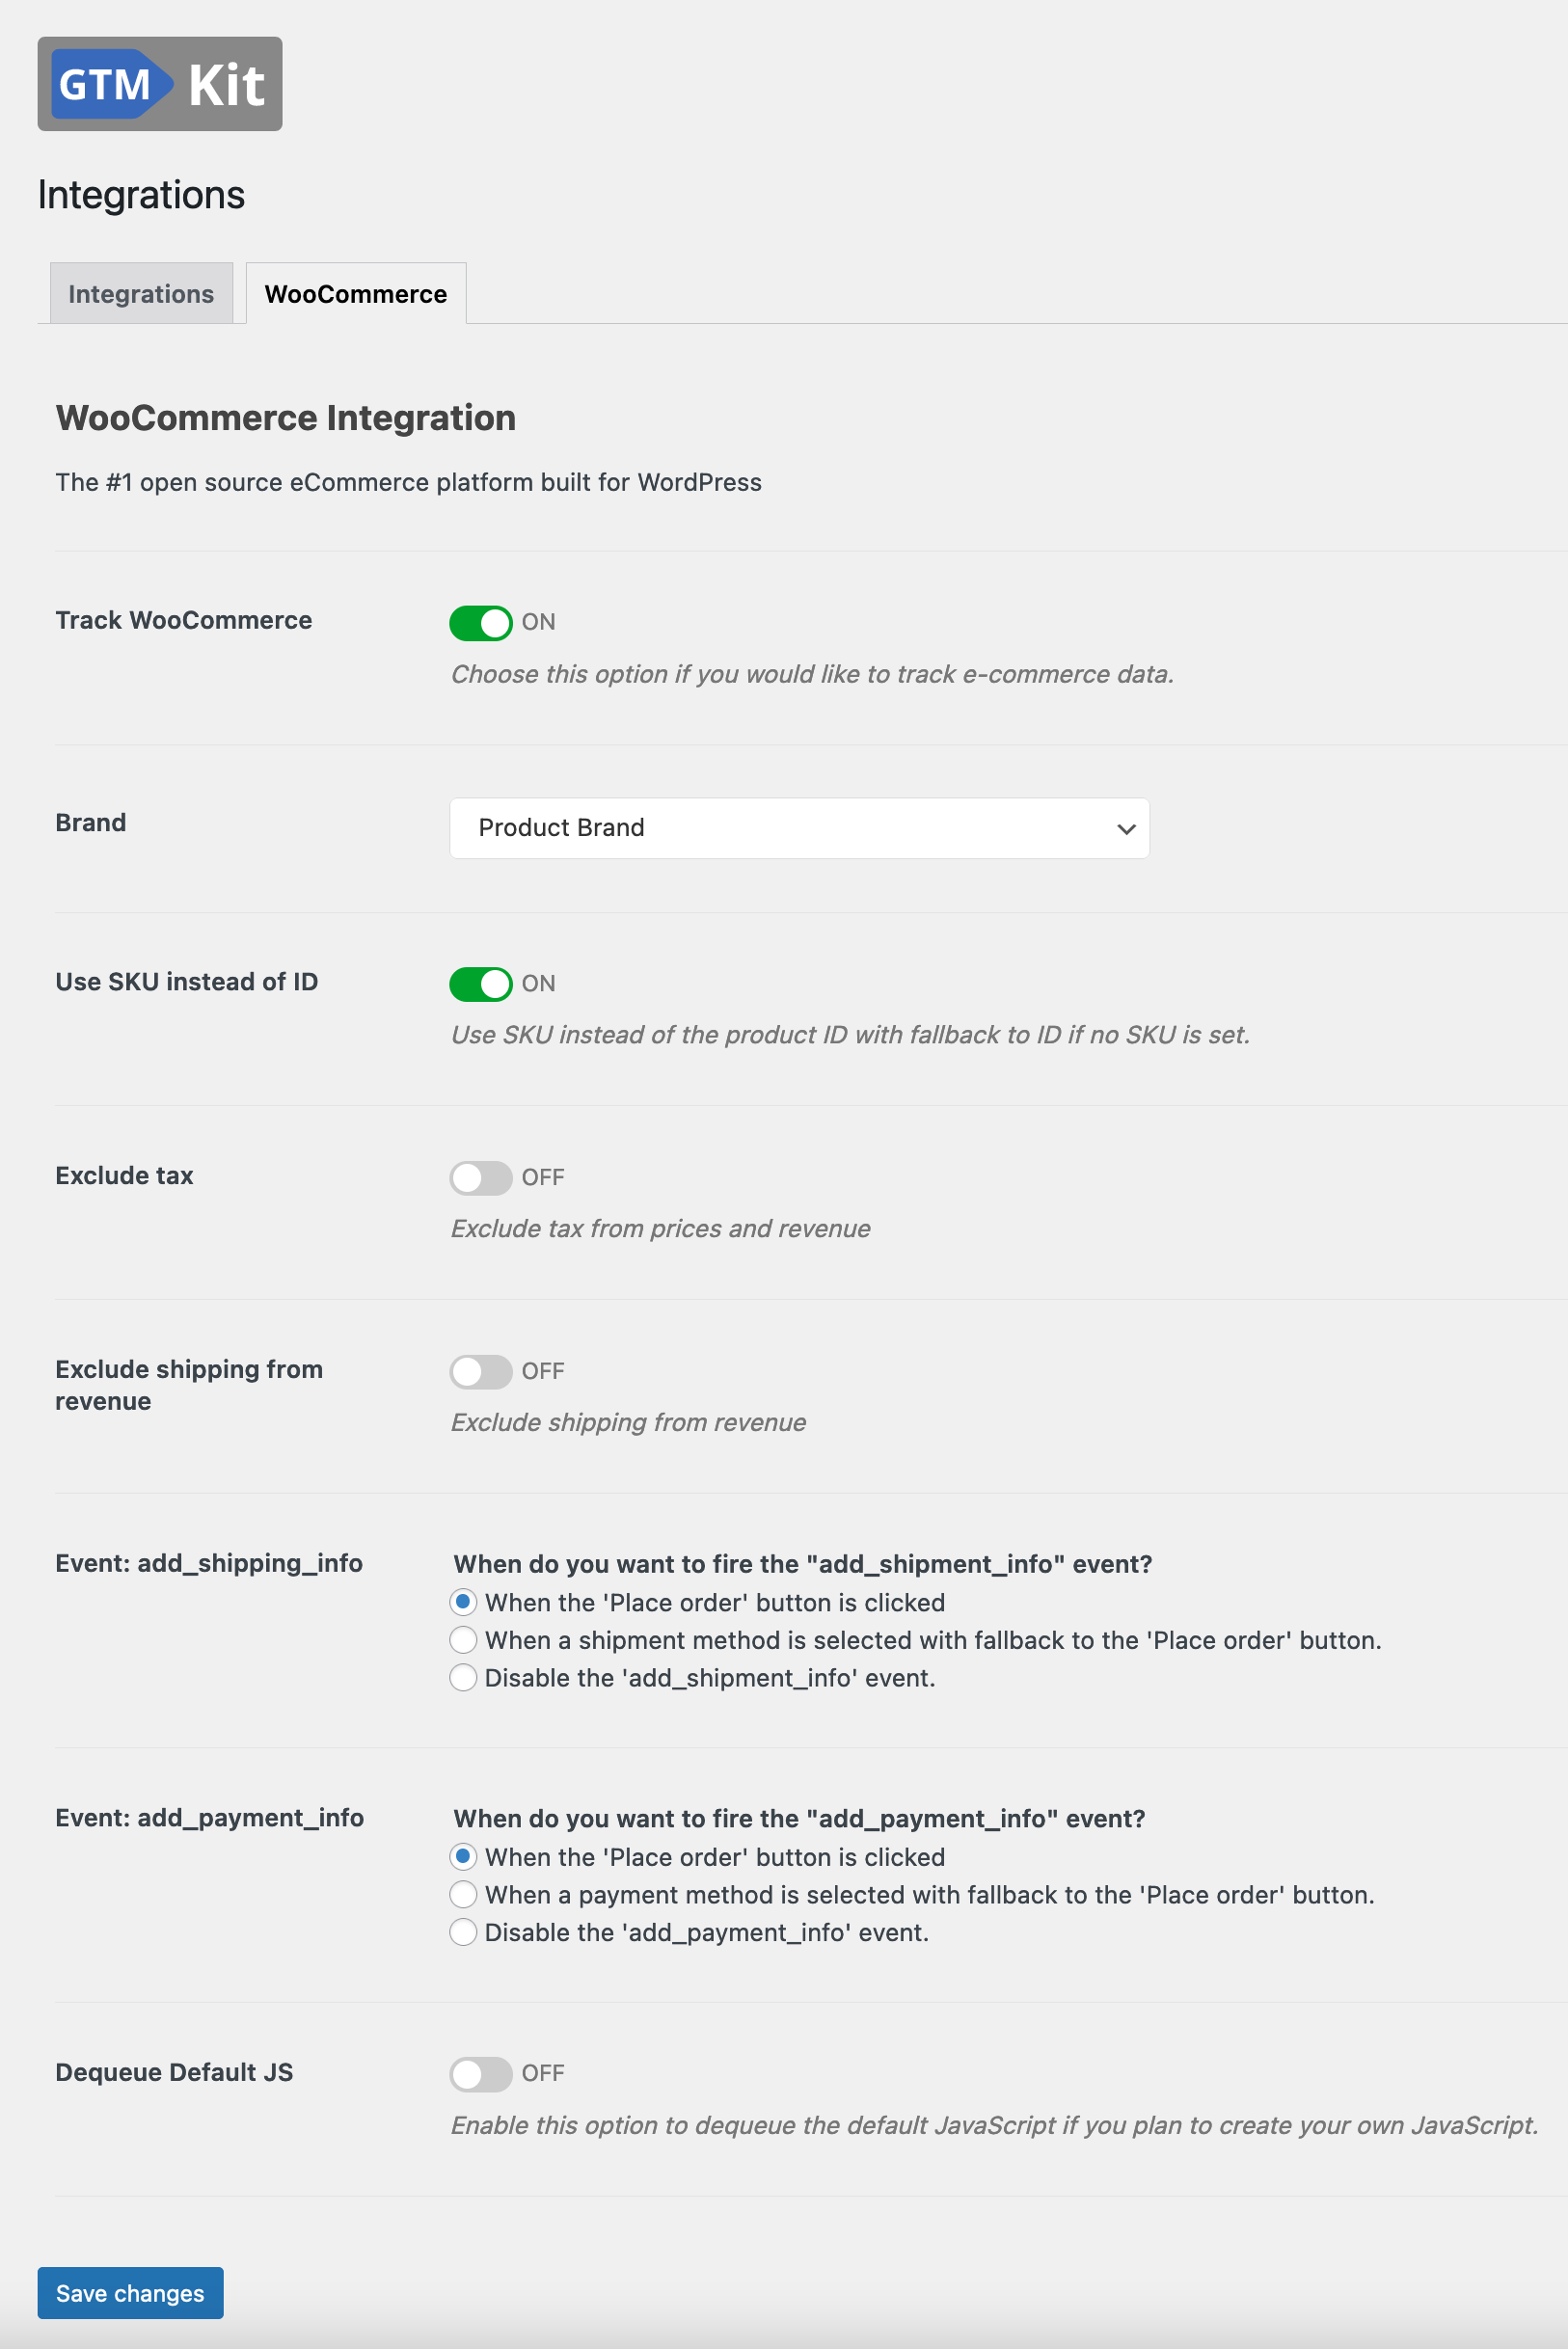 GTM Kit
Integrations
Integrations
WooCommerce
WooCommerce Integration
The #1 open source eCommerce platform built for WordPress
Track WooCommerce
ON
Choose this option if you would like to track e-commerce data.
Brand
Product Brand
Use SKU instead of ID
ON
Use SKU instead of the product ID with fallback to ID if no SKU is set.
Exclude tax
OFF
Exclude tax from prices and revenue
Exclude shipping from
revenue
OFF
Exclude shipping from revenue
Event: add_shipping_info
When do you want to fire the "add_shipment_info" event?
When the 'Place order' button is clicked
When a shipment method is selected with fallback to the 'Place order' button.
Disable the 'add_shipment_info' event.
Event: add_payment_info
When do you want to fire the "add_payment_info" event?
When the 'Place order' button is clicked
When a payment method is selected with fallback to the 'Place order' button.
Disable the 'add_payment_info' event.
Dequeue Default JS
OFF
Enable this option to dequeue the default JavaScript if you plan to create your own JavaScript.
Save changes